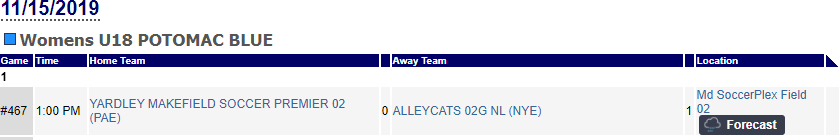 11/15/2019
Womens U18 POTOMAC BLUE
Game Time Home Team Away Team Location
1
#467 1:00 PM YARDLEY MAKEFIELD SOCCER PREMIER 02 (PAE) 0 ALLEYCATS 02G NL (NYE) 1 Md SoccerPlex Field 02
Forecast